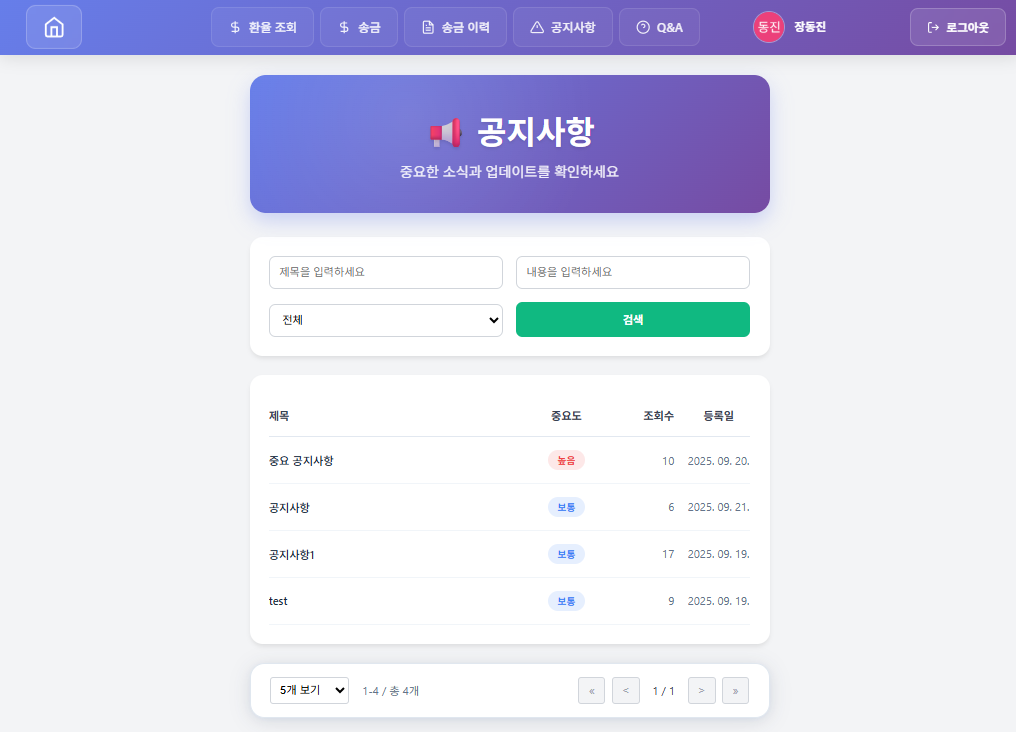 환율 조회 송금 송금 이력 공지사항 Q&A 동진 장동진 로그아웃
공지사항
중요한 소식과 업데이트를 확인하세요
제목을 입력하세요 내용을 입력하세요
전체 검색
제목 중요도 조회수 등록일
중요 공지사항 높음 10 2025. 09. 20.
공지사항 보통 6 2025. 09. 21.
공지사항1 보통 17 2025. 09. 19.
test 보통 9 2025. 09. 19.
5개 보기 1-4 / 총 4개 « < 1 / 1 > »